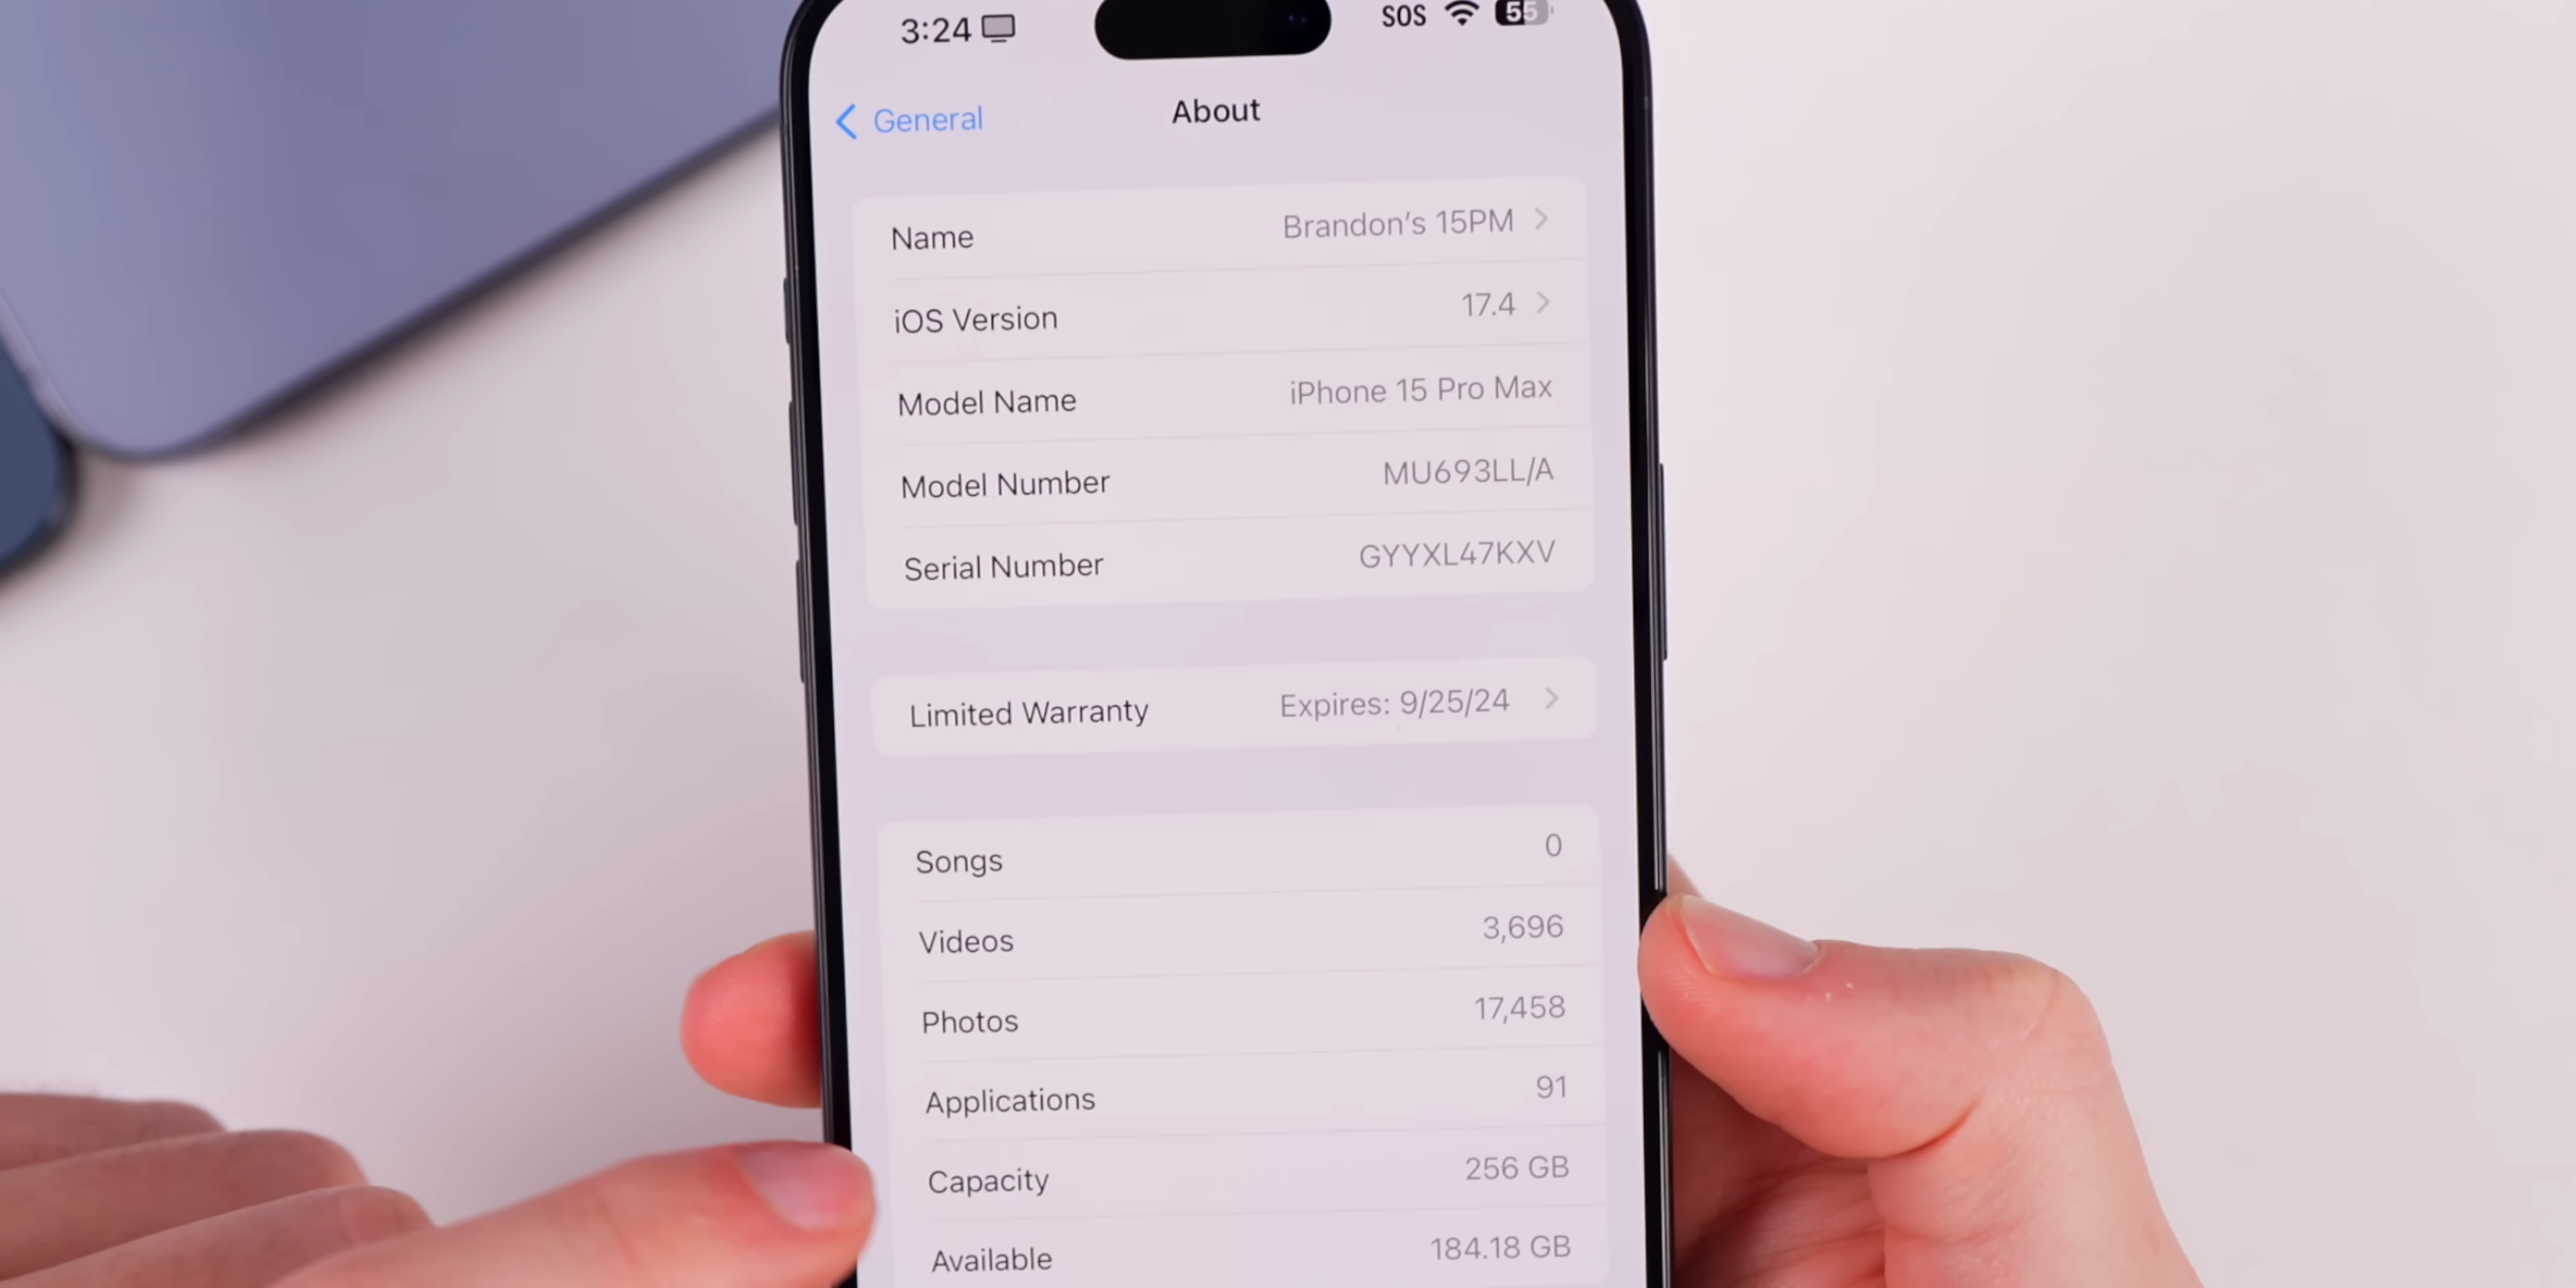 3:24 SOS 55
General About
Name Brandon’s 15PM
iOS Version 17.4
Model Name iPhone 15 Pro Max
Model Number MU693LL/A
Serial Number GYYXL47KXV
Limited Warranty Expires: 9/25/24
Songs 0
Videos 3,696
Photos 17,458
Applications 91
Capacity 256 GB
Available 184.18 GB